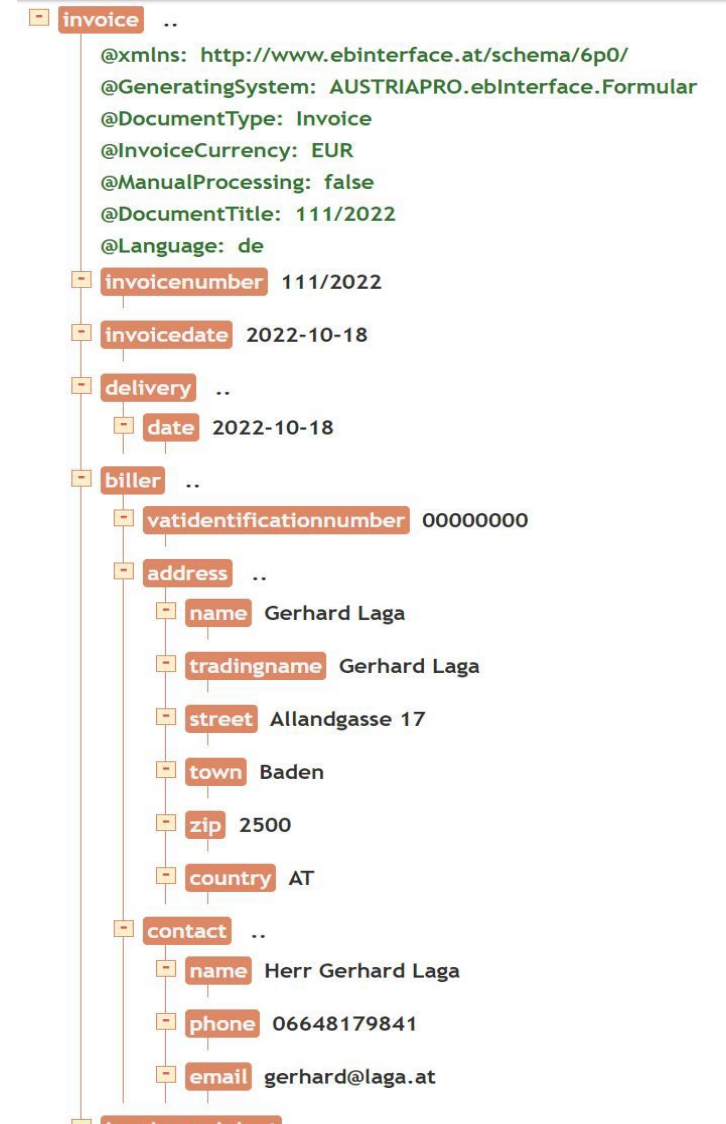 invoice ..
@xmlns: http://www.ebinterface.at/schema/6p0/
@GeneratingSystem: AUSTRIAPRO.ebInterface.Formular
@DocumentType: Invoice
@InvoiceCurrency: EUR
@ManualProcessing: false
@DocumentTitle: 111/2022
@Language: de
invoicenumber 111/2022
invoicedate 2022-10-18
delivery ..
date 2022-10-18
biller ..
vatidentificationnumber 00000000
address ..
name Gerhard Laga
tradingname Gerhard Laga
street Allandgasse 17
town Baden
zip 2500
country AT
contact ..
name Herr Gerhard Laga
phone 06648179841
email gerhard@laga.at